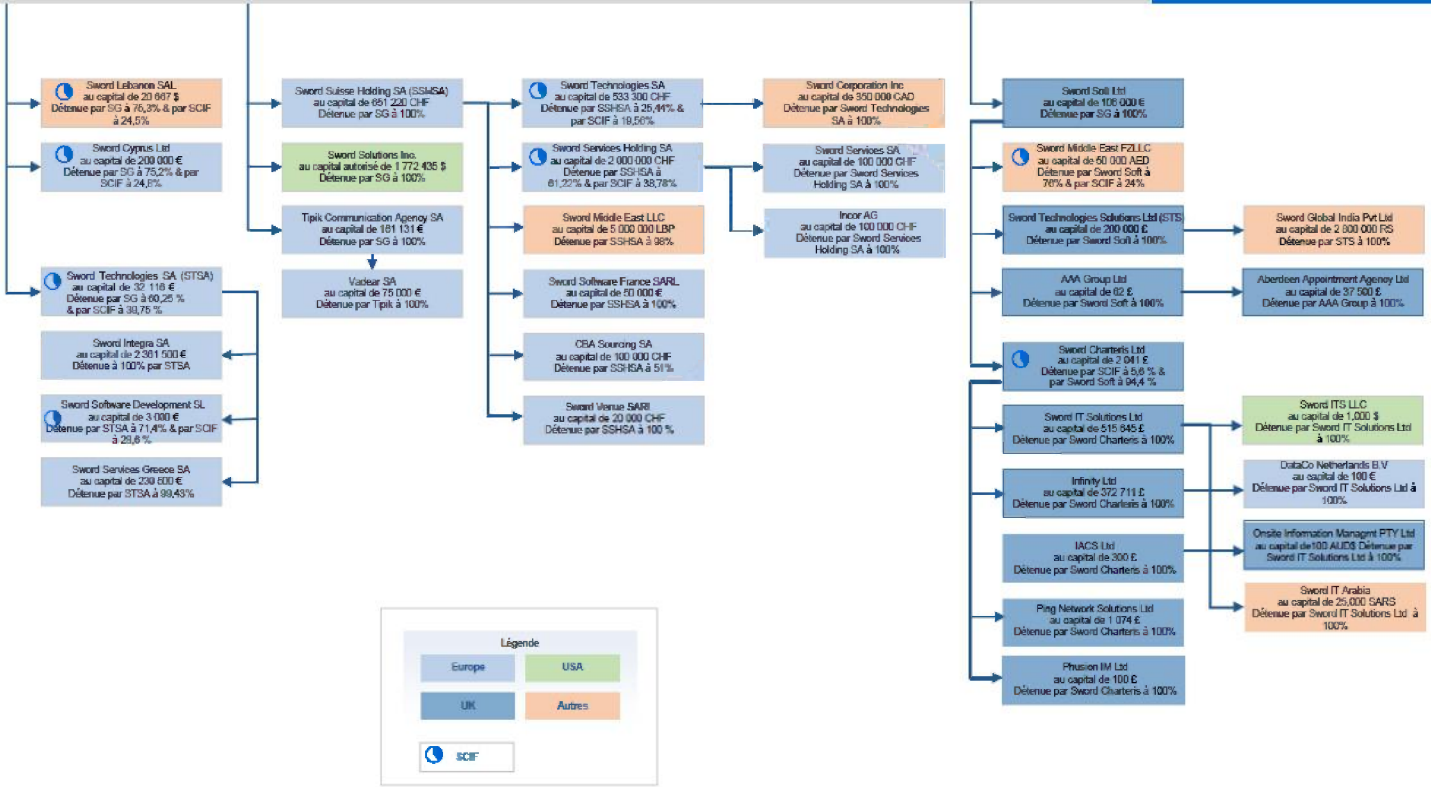 Sword Lebanon SAL
au capital de 20 667 $
Détenue par SG à 75,3% & par SCIF
à 24,5%
Sword Cyprus Ltd
au capital de 200 000 €
Détenue par SG à 75,2% & par
SCIF à 24,8%
Sword Technologies SA (STSA)
au capital de 32 116 €
Détenue par SG à 60,25 %
& par SCIF à 39,75 %
Sword Integra SA
au capital de 2 361 500 €
Détenue à 100% par STSA
Sword Software Development SL
au capital de 3 000 €
Détenue par STSA à 71,4% & par SCIF
à 28,6 %
Sword Services Greece SA
au capital de 230 600 €
Détenue par STSA à 99,43%
Sword Suisse Holding SA (SSHSA)
au capital de 651 220 CHF
Détenue par SG à 100%
Sword Solutions Inc.
au capital autorisé de 1 772 435 $
Détenue par SG à 100%
Tipik Communication Agency SA
au capital de 161 131 €
Détenue par SG à 100%
Vadear SA
au capital de 75 000 €
Détenue par Tipik à 100%
Sword Technologies SA
au capital de 533 300 CHF
Détenue par SSHSA à 25,44% &
par SCIF à 19,56%
Sword Services Holding SA
au capital de 2 000 000 CHF
Détenue par SSHSA à
61,22% & par SCIF à 38,78%
Sword Middle East LLC
au capital de 5 000 000 LBP
Détenue par SSHSA à 98%
Sword Software France SARL
au capital de 50 000 €
Détenue par SSHSA à 100%
CBA Sourcing SA
au capital de 100 000 CHF
Détenue par SSHSA à 51%
Sword Venue SARl
au capital de 20 000 CHF
Détenue par SSHSA à 100 %
Sword Corporation Inc
au capital de 350 000 CAD
Détenue par Sword Technologies
SA à 100%
Sword Services SA
au capital de 100 000 CHF
Détenue par Sword Services
Holding SA à 100%
Incor AG
au capital de 100 000 CHF
Détenue par Sword Services
Holding SA à 100%
Sword Soft Ltd
au capital de 106 000 €
Détenue par SG à 100%
Sword Middle East FZLLC
au capital de 50 000 AED
Détenue par Sword Soft à
76% & par SCIF à 24%
Sword Technologies Solutions Ltd (STS)
au capital de 200 000 £
Détenue par Sword Soft à 100%
Sword Global India Pvt Ltd
au capital de 2 800 000 RS
Détenue par STS à 100%
AAA Group Ltd
au capital de 62 £
Détenue par Sword Soft à 100%
Aberdeen Appointment Agency Ltd
au capital de 37 500 £
Détenue par AAA Group à 100%
Sword Charteris Ltd
au capital de 2 041 £
Détenue par SCIF à 5,6 % &
par Sword Soft à 94,4 %
Sword IT Solutions Ltd
au capital de 515 645 £
Détenue par Sword Charteris à 100%
Sword ITS LLC
au capital de 1,000 $
Détenue par Sword IT Solutions Ltd
à 100%
Infinity Ltd
au capital de 372 711 £
Détenue par Sword Charteris à 100%
DataCo Netherlands B.V
au capital de 100 €
Détenue par Sword IT Solutions Ltd à
100%
IACS Ltd
au capital de 300 £
Détenue par Sword Charteris à 100%
Onsite Information Managmt PTY Ltd
au capital de100 AUD$ Détenue par
Sword IT Solutions Ltd à 100%
Ping Network Solutions Ltd
au capital de 1 074 £
Détenue par Sword Charteris à 100%
Sword IT Arabia
au capital de 25,000 SARS
Détenue par Sword IT Solutions Ltd à
100%
Phusion IM Ltd
au capital de 100 £
Détenue par Sword Charteris à 100%
Légende
Europe
USA
UK
Autres
SCIF